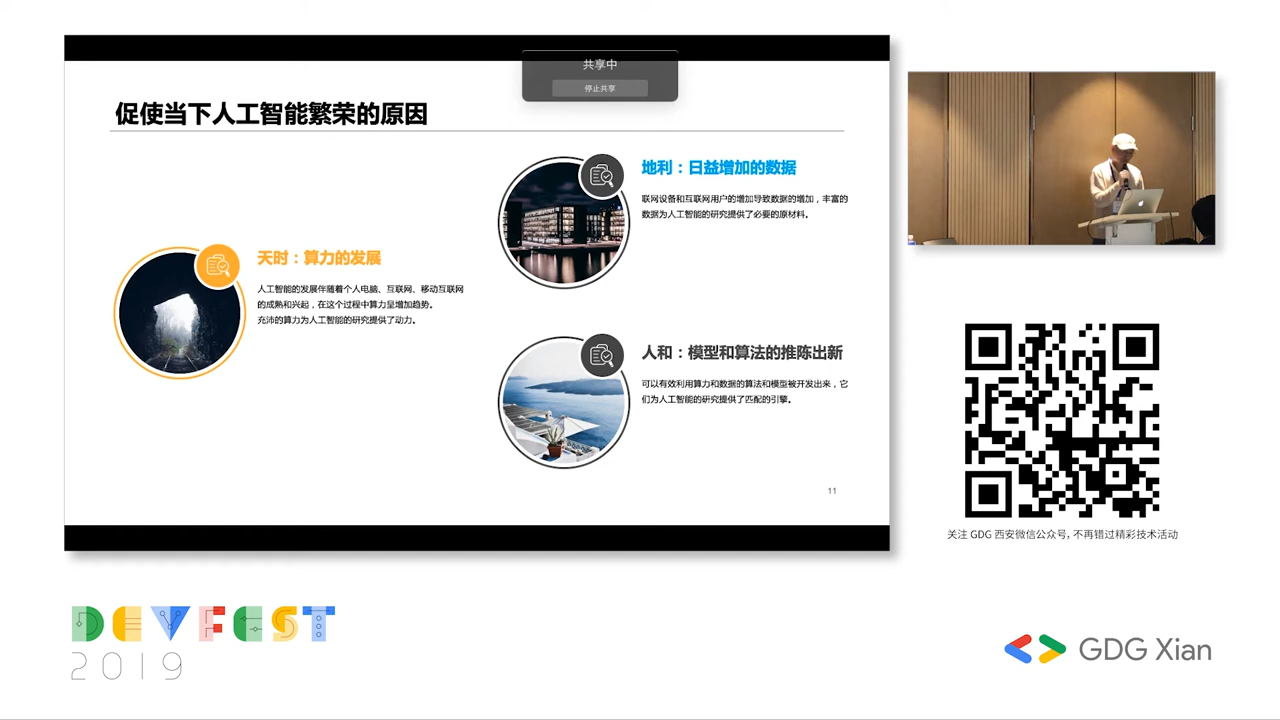 共享中
停止共享
促使当下人工智能繁荣的原因
天时：算力的发展
人工智能的发展伴随着个人电脑、互联网、移动互联网
的成熟和兴起，在这个过程中算力呈增加趋势。
充沛的算力为人工智能的研究提供了动力。
地利：日益增加的数据
联网设备和互联网用户的增加导致数据的增加，丰富的
数据为人工智能的研究提供了必要的原材料。
人和：模型和算法的推陈出新
可以有效利用算力和数据的算法和模型被开发出来，它
们为人工智能的研究提供了匹配的引擎。
11
关注 GDG 西安微信公众号, 不再错过精彩技术活动
DEVFEST
2019
GDG Xian